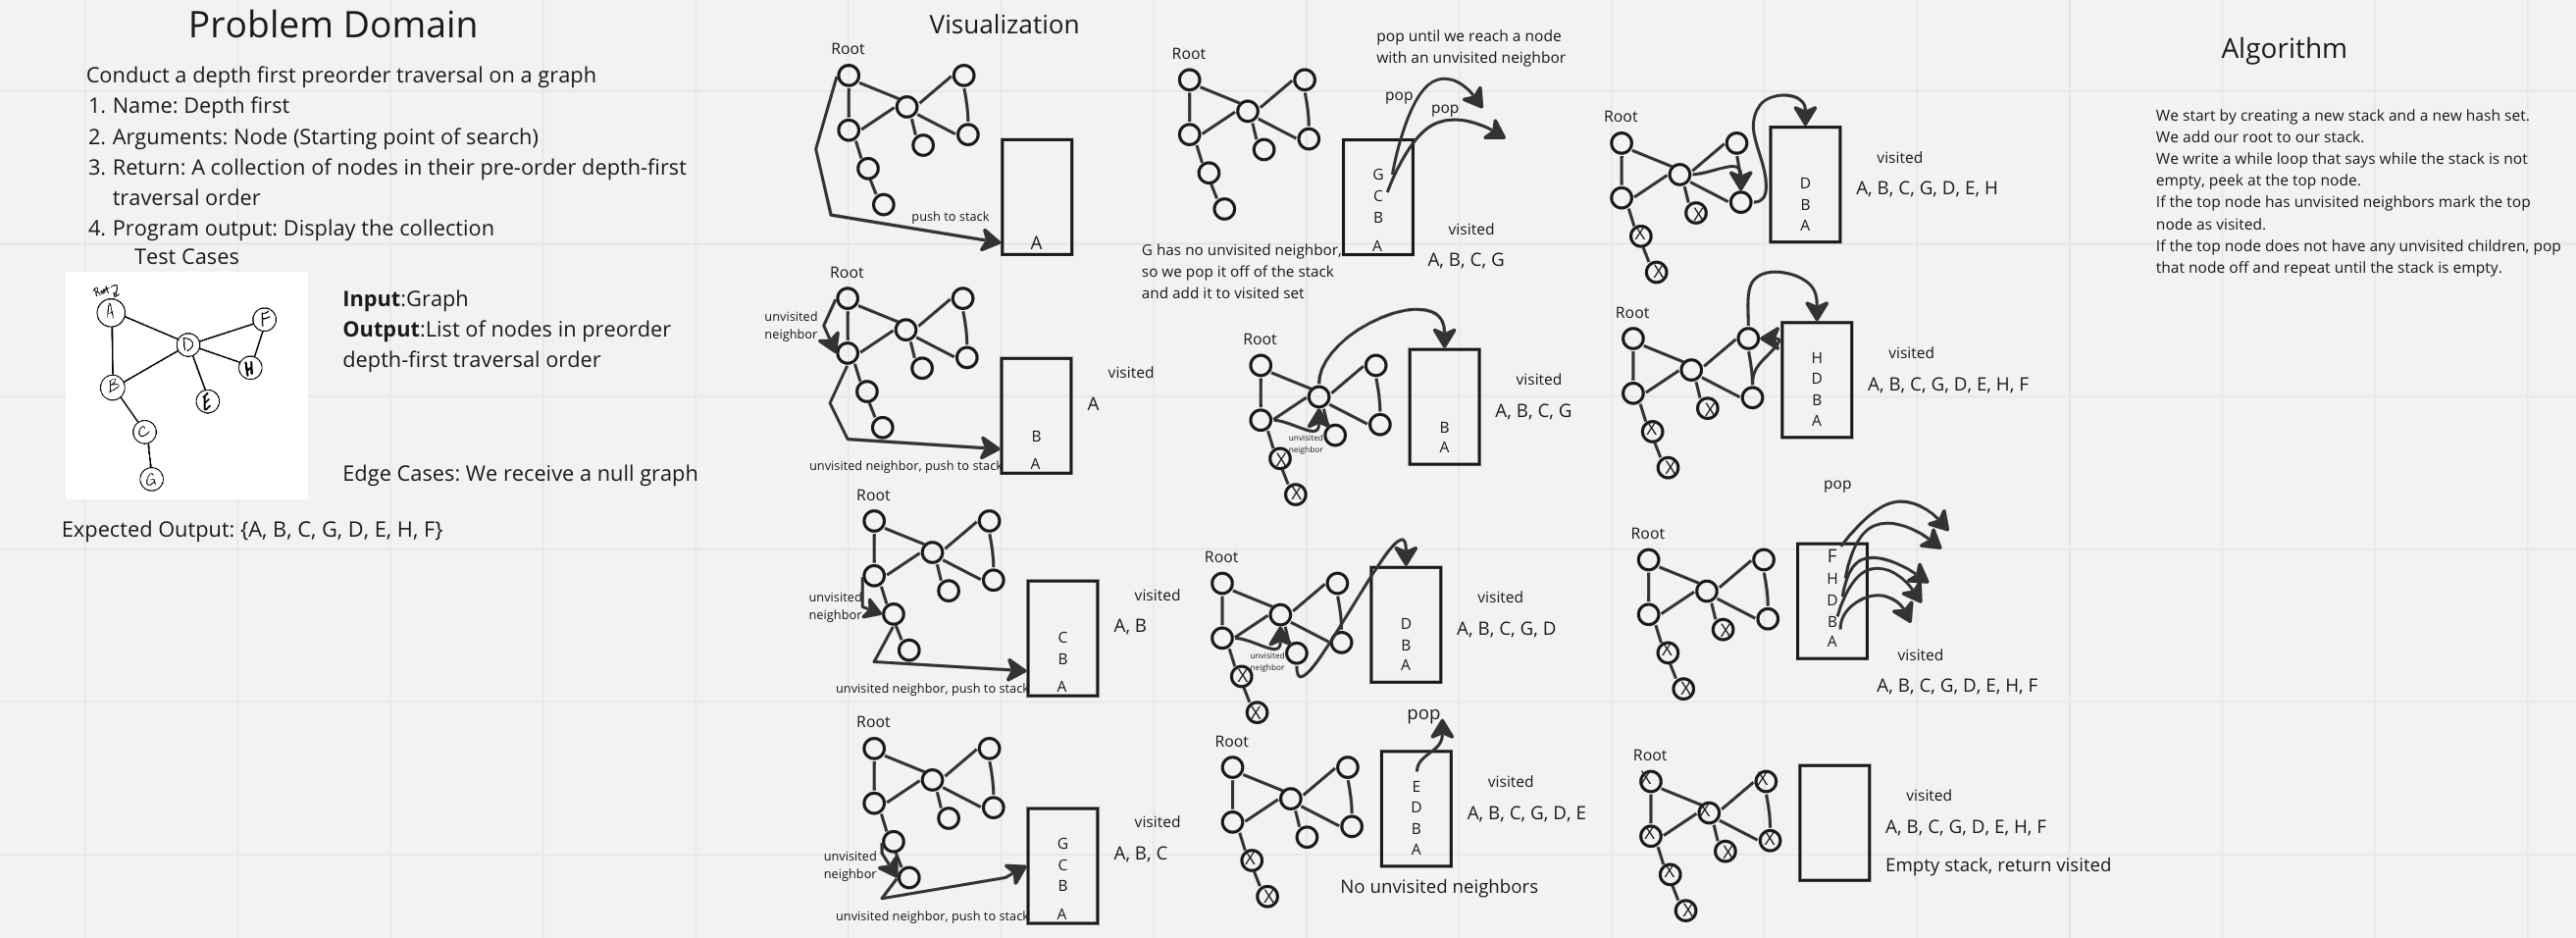 Problem Domain
Conduct a depth first preorder traversal on a graph
1. Name: Depth first
2. Arguments: Node (Starting point of search)
3. Return: A collection of nodes in their pre-order depth-first
traversal order
4. Program output: Display the collection
Test Cases
Root
A
F
D
H
B
E
C
G
Input:Graph
Output:List of nodes in preorder
depth-first traversal order
Edge Cases: We receive a null graph
Expected Output: {A, B, C, G, D, E, H, F}
Visualization
Root
push to stack
A
Root
unvisited
neighbor
visited
A
B
A
unvisited neighbor, push to stack
Root
unvisited
neighbor
visited
A, B
C
B
A
unvisited neighbor, push to stack
Root
unvisited
neighbor
visited
A, B, C
G
C
B
A
unvisited neighbor, push to stack
pop until we reach a node
with an unvisited neighbor
Root
pop
pop
G
C
B
A
visited
A, B, C, G
G has no unvisited neighbor,
so we pop it off of the stack
and add it to visited set
Root
unvisited
neighbor
X
X
B
A
visited
A, B, C, G
Root
unvisited
neighbor
X
X
D
B
A
visited
A, B, C, G, D
pop
Root
X
X
E
D
B
A
visited
A, B, C, G, D, E
No unvisited neighbors
Root
X
X
X
D
B
A
visited
A, B, C, G, D, E, H
Root
X
X
X
H
D
B
A
visited
A, B, C, G, D, E, H, F
pop
Root
X
X
X
F
H
D
B
A
visited
A, B, C, G, D, E, H, F
Root
X
X
X
X
X
X
X
X
visited
A, B, C, G, D, E, H, F
Empty stack, return visited
Algorithm
We start by creating a new stack and a new hash set.
We add our root to our stack.
We write a while loop that says while the stack is not
empty, peek at the top node.
If the top node has unvisited neighbors mark the top
node as visited.
If the top node does not have any unvisited children, pop
that node off and repeat until the stack is empty.